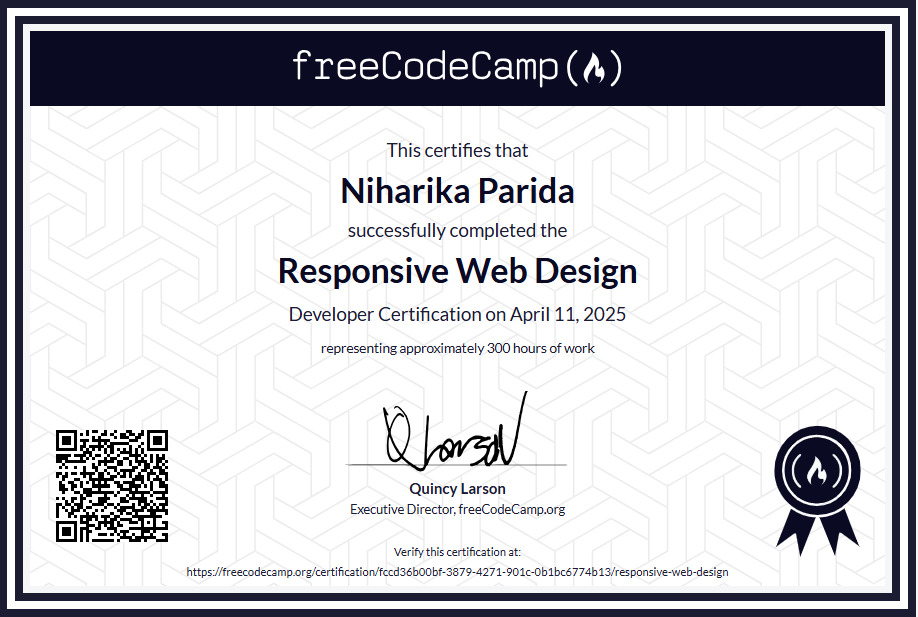 freeCodeCamp
This certifies that
Niharika Parida
successfully completed the
Responsive Web Design
Developer Certification on April 11, 2025
representing approximately 300 hours of work
Q Larson
Quincy Larson
Executive Director, freeCodeCamp.org
Verify this certification at:
https://freecodecamp.org/certification/fccd36b00bf-3879-4271-901c-0b1bc6774b13/responsive-web-design